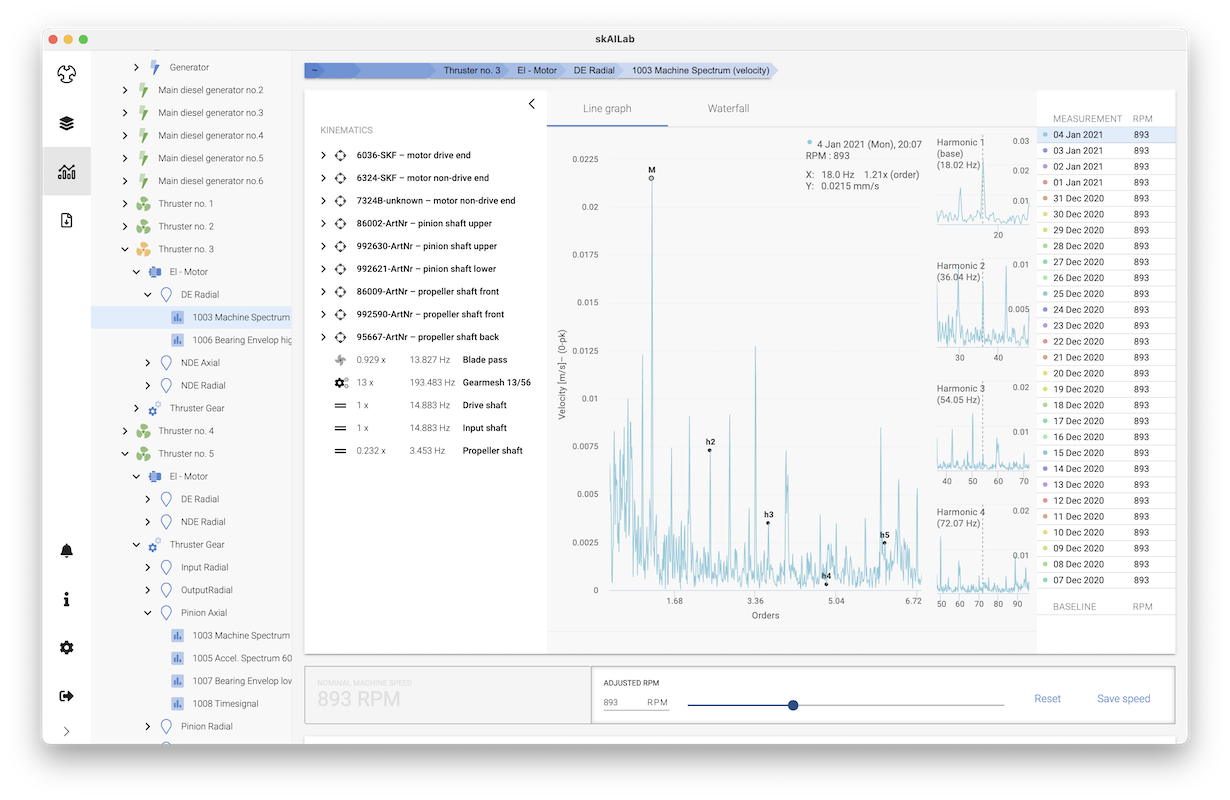 skAILab
Generator
Main diesel generator no.2
Main diesel generator no.3
Main diesel generator no.4
Main diesel generator no.5
Main diesel generator no.6
Thruster no. 1
Thruster no. 2
Thruster no. 3
El - Motor
DE Radial
1003 Machine Spectrum
1006 Bearing Envelop hig
NDE Axial
NDE Radial
Thruster Gear
Thruster no. 4
Thruster no. 5
El - Motor
DE Radial
NDE Radial
Thruster Gear
Input Radial
OutputRadial
Pinion Axial
1003 Machine Spectrum
1005 Accel. Spectrum 60
1007 Bearing Envelop lov
1008 Timesignal
Pinion Radial
~ Thruster no. 3 El - Motor DE Radial 1003 Machine Spectrum (velocity)
KINEMATICS
6036-SKF – motor drive end
6324-SKF – motor non-drive end
7324B-unknown – motor non-drive end
86002-ArtNr – pinion shaft upper
992630-ArtNr – pinion shaft upper
992621-ArtNr – pinion shaft lower
86009-ArtNr – propeller shaft front
992590-ArtNr – propeller shaft front
95667-ArtNr – propeller shaft back
0.929 x 13.827 Hz Blade pass
13 x 193.483 Hz Gearmesh 13/56
1 x 14.883 Hz Drive shaft
1 x 14.883 Hz Input shaft
0.232 x 3.453 Hz Propeller shaft
Line graph Waterfall
4 Jan 2021 (Mon), 20:07
RPM : 893
X: 18.0 Hz 1.21x (order)
Y: 0.0215 mm/s
Velocity [m/s]~ (0-pk)
0.0225
0.02
0.0175
0.015
0.0125
0.01
0.0075
0.005
0.0025
0
M
h2
h3
h4
h5
1.68 3.36 5.04 6.72
Orders
Harmonic 1
(base)
(18.02 Hz)
0.03
0.02
0.01
20
Harmonic 2
(36.04 Hz)
0.01
0.005
30 40
Harmonic 3
(54.05 Hz)
0.02
0.01
40 50 60 70
Harmonic 4
(72.07 Hz)
0.02
0.01
50 60 70 80 90
MEASUREMENT RPM
04 Jan 2021 893
03 Jan 2021 893
02 Jan 2021 893
01 Jan 2021 893
31 Dec 2020 893
30 Dec 2020 893
29 Dec 2020 893
28 Dec 2020 893
27 Dec 2020 893
26 Dec 2020 893
25 Dec 2020 893
24 Dec 2020 893
23 Dec 2020 893
22 Dec 2020 893
21 Dec 2020 893
20 Dec 2020 893
19 Dec 2020 893
18 Dec 2020 893
17 Dec 2020 893
16 Dec 2020 893
15 Dec 2020 893
14 Dec 2020 893
13 Dec 2020 893
12 Dec 2020 893
11 Dec 2020 893
10 Dec 2020 893
09 Dec 2020 893
08 Dec 2020 893
07 Dec 2020 893
BASELINE RPM
NOMINAL MACHINE SPEED
893 RPM
ADJUSTED RPM
893 RPM
Reset Save speed